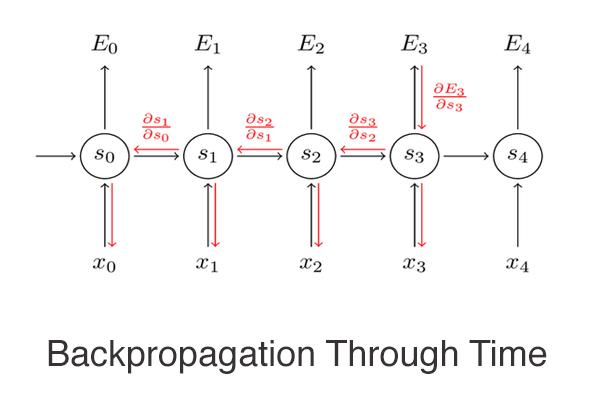 E₀ E₁ E₂ E₃ E₄
∂E₃/∂s₃
∂s₁/∂s₀ ∂s₂/∂s₁ ∂s₃/∂s₂
s₀ s₁ s₂ s₃ s₄
x₀ x₁ x₂ x₃ x₄
Backpropagation Through Time